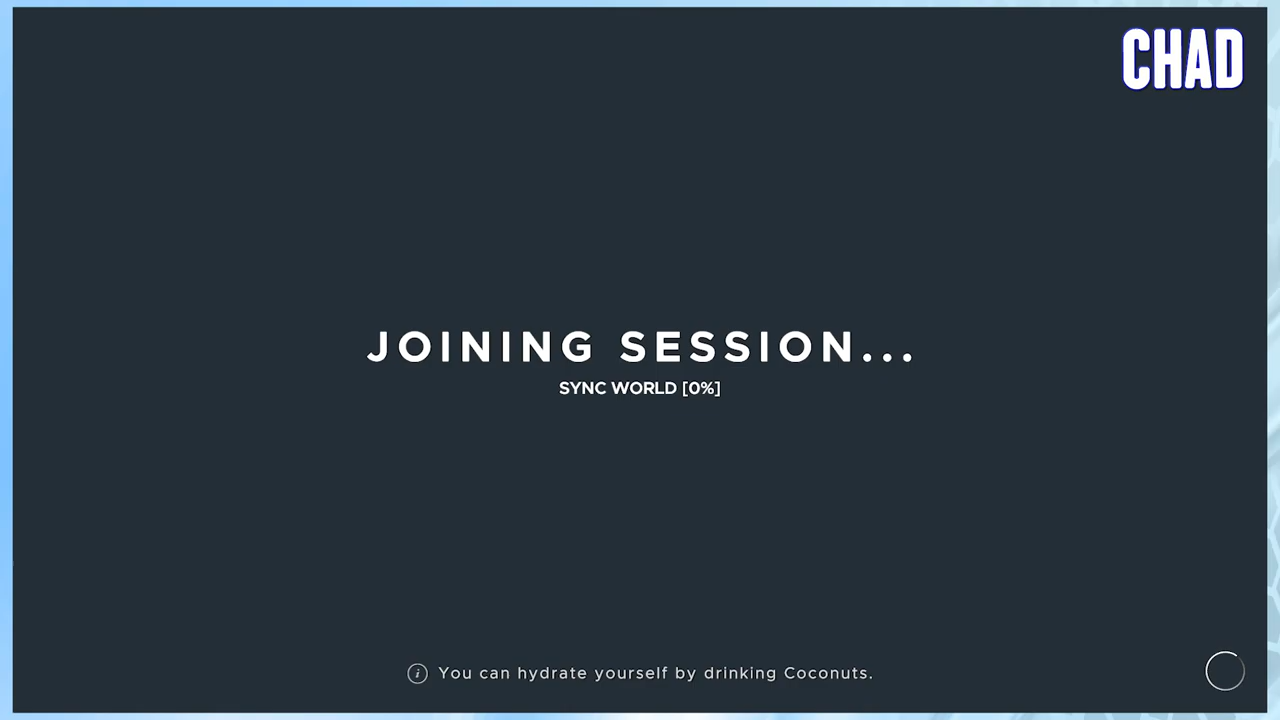 CHAD
JOINING SESSION...
SYNC WORLD [0%]
i You can hydrate yourself by drinking Coconuts.